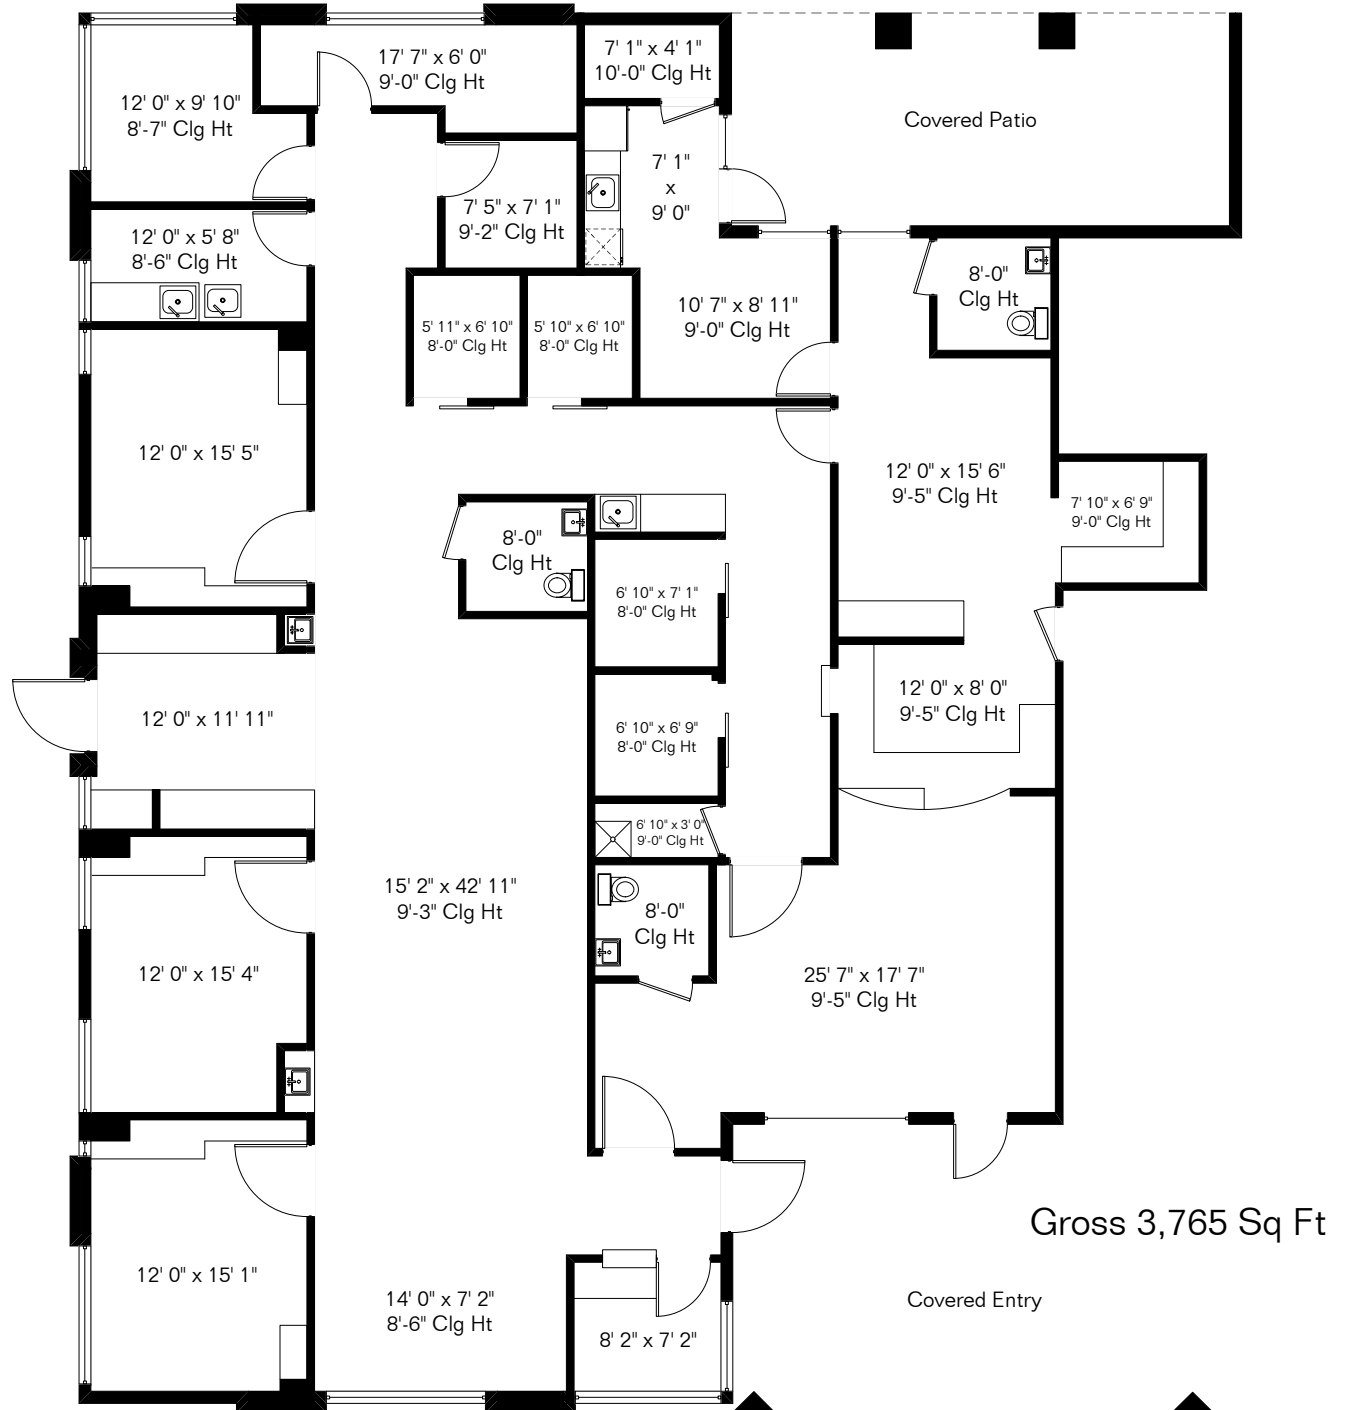 17' 7" x 6' 0"
9'-0" Clg Ht
7' 1" x 4' 1"
10'-0" Clg Ht
12' 0" x 9' 10"
8'-7" Clg Ht
Covered Patio
7' 1"
x
9' 0"
7' 5" x 7' 1"
9'-2" Clg Ht
12' 0" x 5' 8"
8'-6" Clg Ht
8'-0"
Clg Ht
5' 11" x 6' 10"
8'-0" Clg Ht
5' 10" x 6' 10"
8'-0" Clg Ht
10' 7" x 8' 11"
9'-0" Clg Ht
12' 0" x 15' 5"
12' 0" x 15' 6"
9'-5" Clg Ht
7' 10" x 6' 9"
9'-0" Clg Ht
8'-0"
Clg Ht
6' 10" x 7' 1"
8'-0" Clg Ht
12' 0" x 8' 0"
9'-5" Clg Ht
12' 0" x 11' 11"
6' 10" x 6' 9"
8'-0" Clg Ht
6' 10" x 3' 0"
9'-0" Clg Ht
15' 2" x 42' 11"
9'-3" Clg Ht
8'-0"
Clg Ht
12' 0" x 15' 4"
25' 7" x 17' 7"
9'-5" Clg Ht
Gross 3,765 Sq Ft
12' 0" x 15' 1"
14' 0" x 7' 2"
8'-6" Clg Ht
Covered Entry
8' 2" x 7' 2"